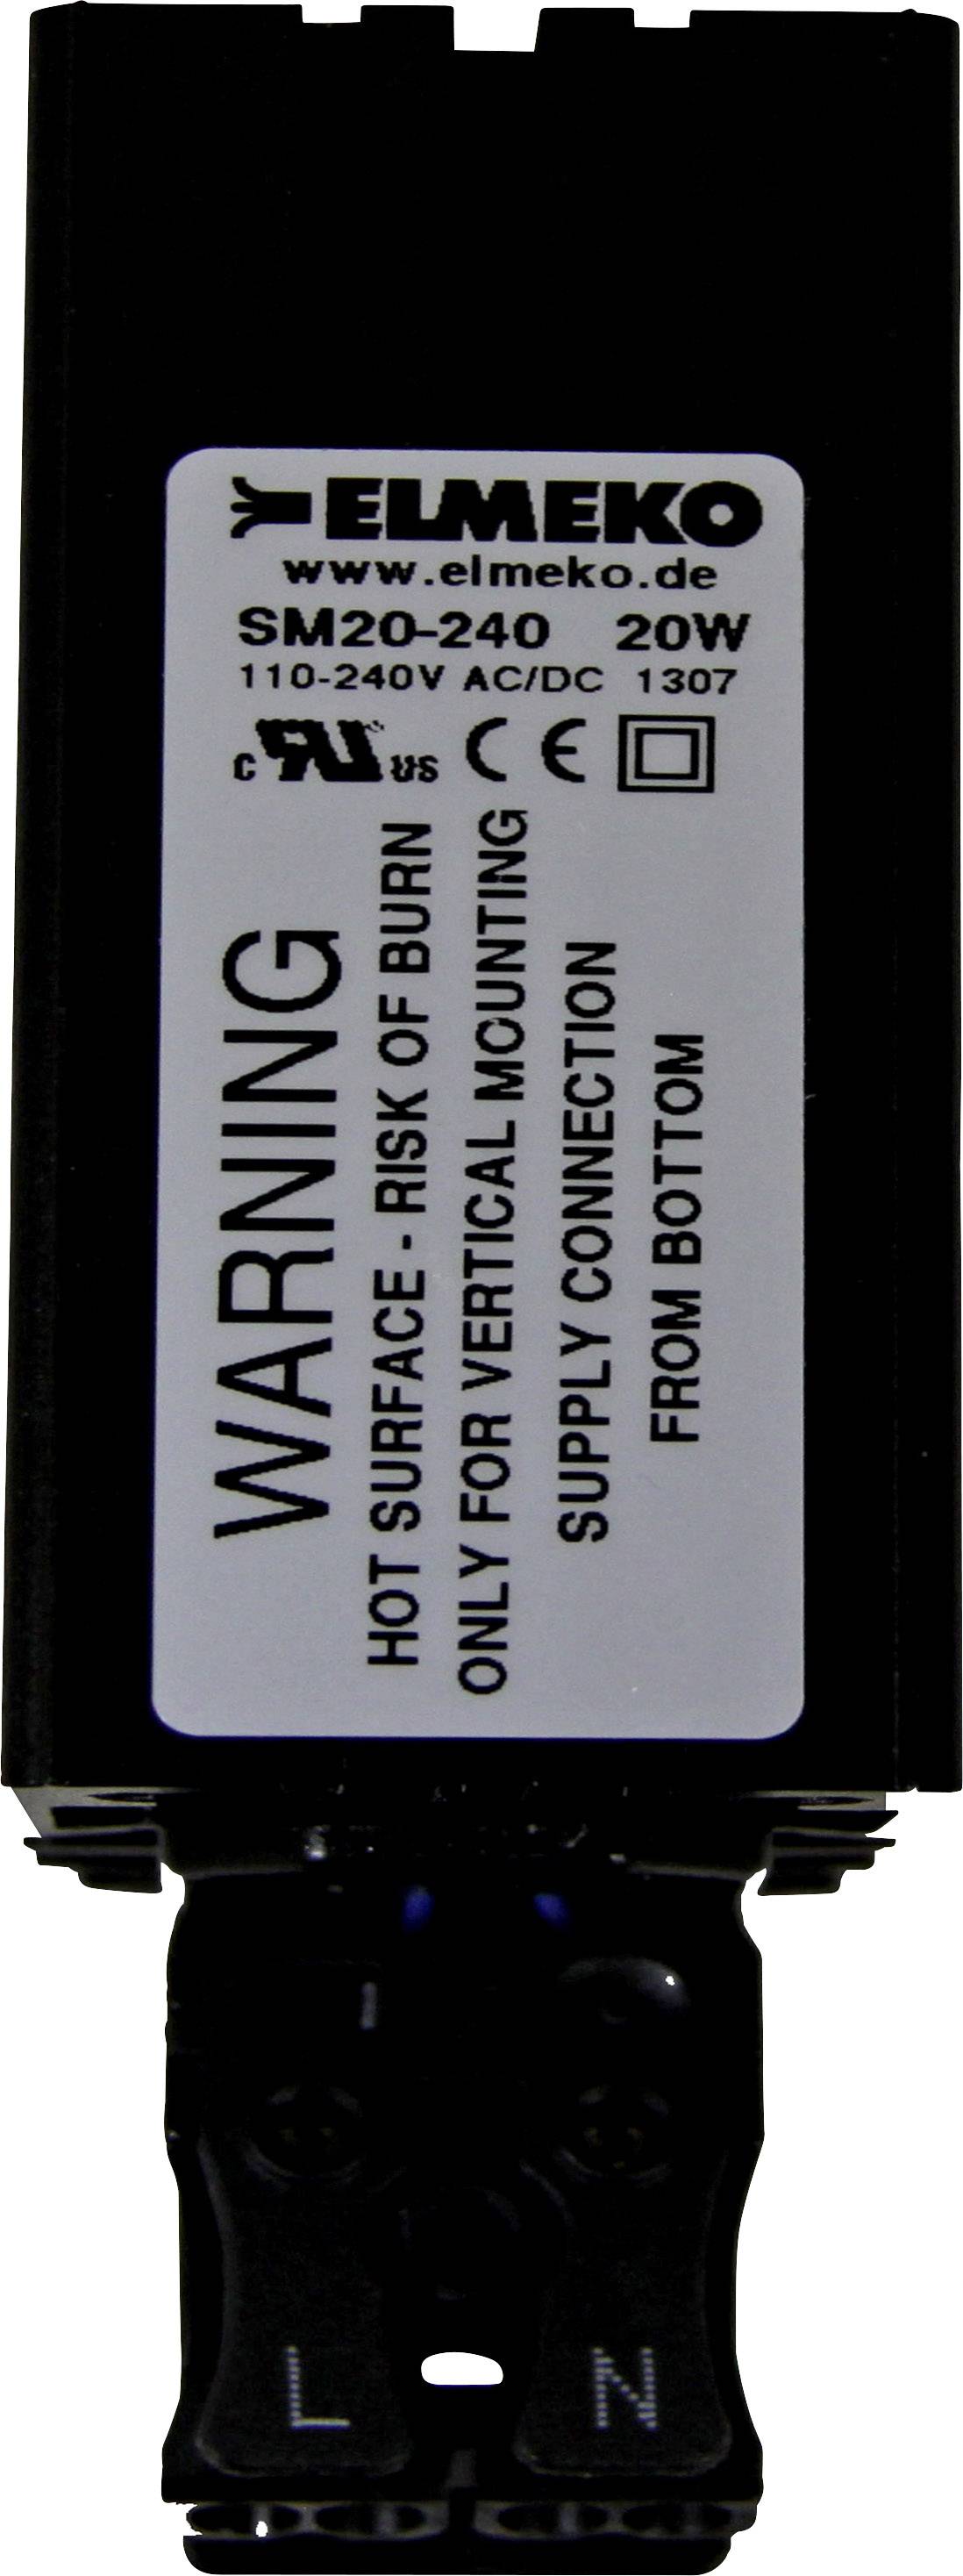 ELMEKO
www.elmeko.de
SM20-240 20W
110-240V AC/DC 1307
c RU US CE
WARNING
HOT SURFACE - RISK OF BURN
ONLY FOR VERTICAL MOUNTING
SUPPLY CONNECTION
FROM BOTTOM
L N